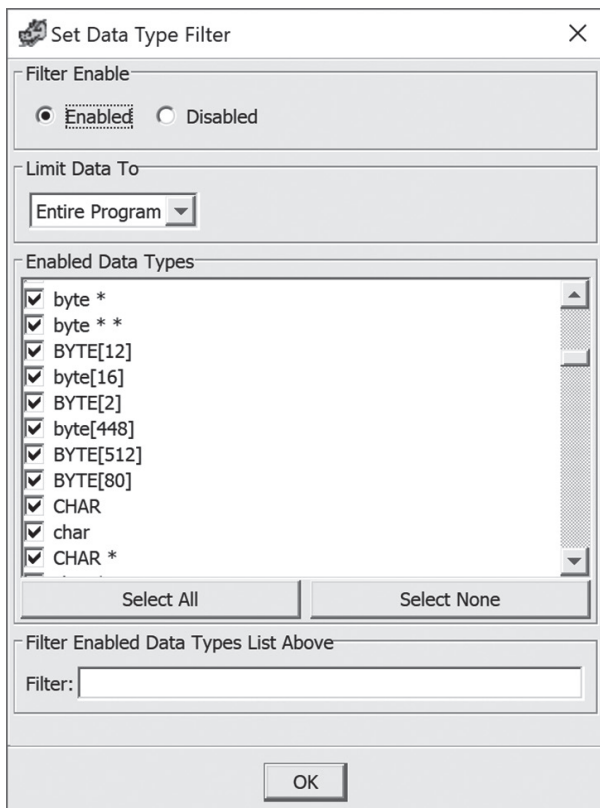 Set Data Type Filter
Filter Enable
Enabled Disabled
Limit Data To
Entire Program
Enabled Data Types
byte *
byte * *
BYTE[12]
byte[16]
BYTE[2]
byte[448]
BYTE[512]
BYTE[80]
CHAR
char
CHAR *
Select All Select None
Filter Enabled Data Types List Above
Filter:
OK